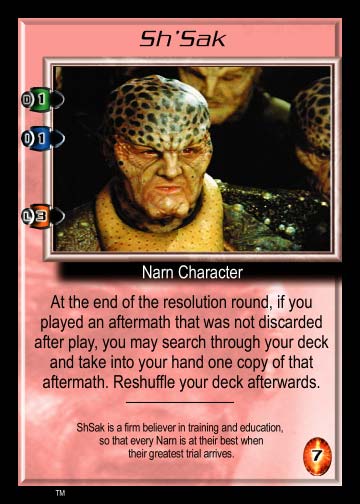 Sh'Sak
D 1
I 1
L 3
Narn Character
At the end of the resolution round, if you
played an aftermath that was not discarded
after play, you may search through your deck
and take into your hand one copy of that
aftermath. Reshuffle your deck afterwards.
ShSak is a firm believer in training and education,
so that every Narn is at their best when
their greatest trial arrives.
7
TM